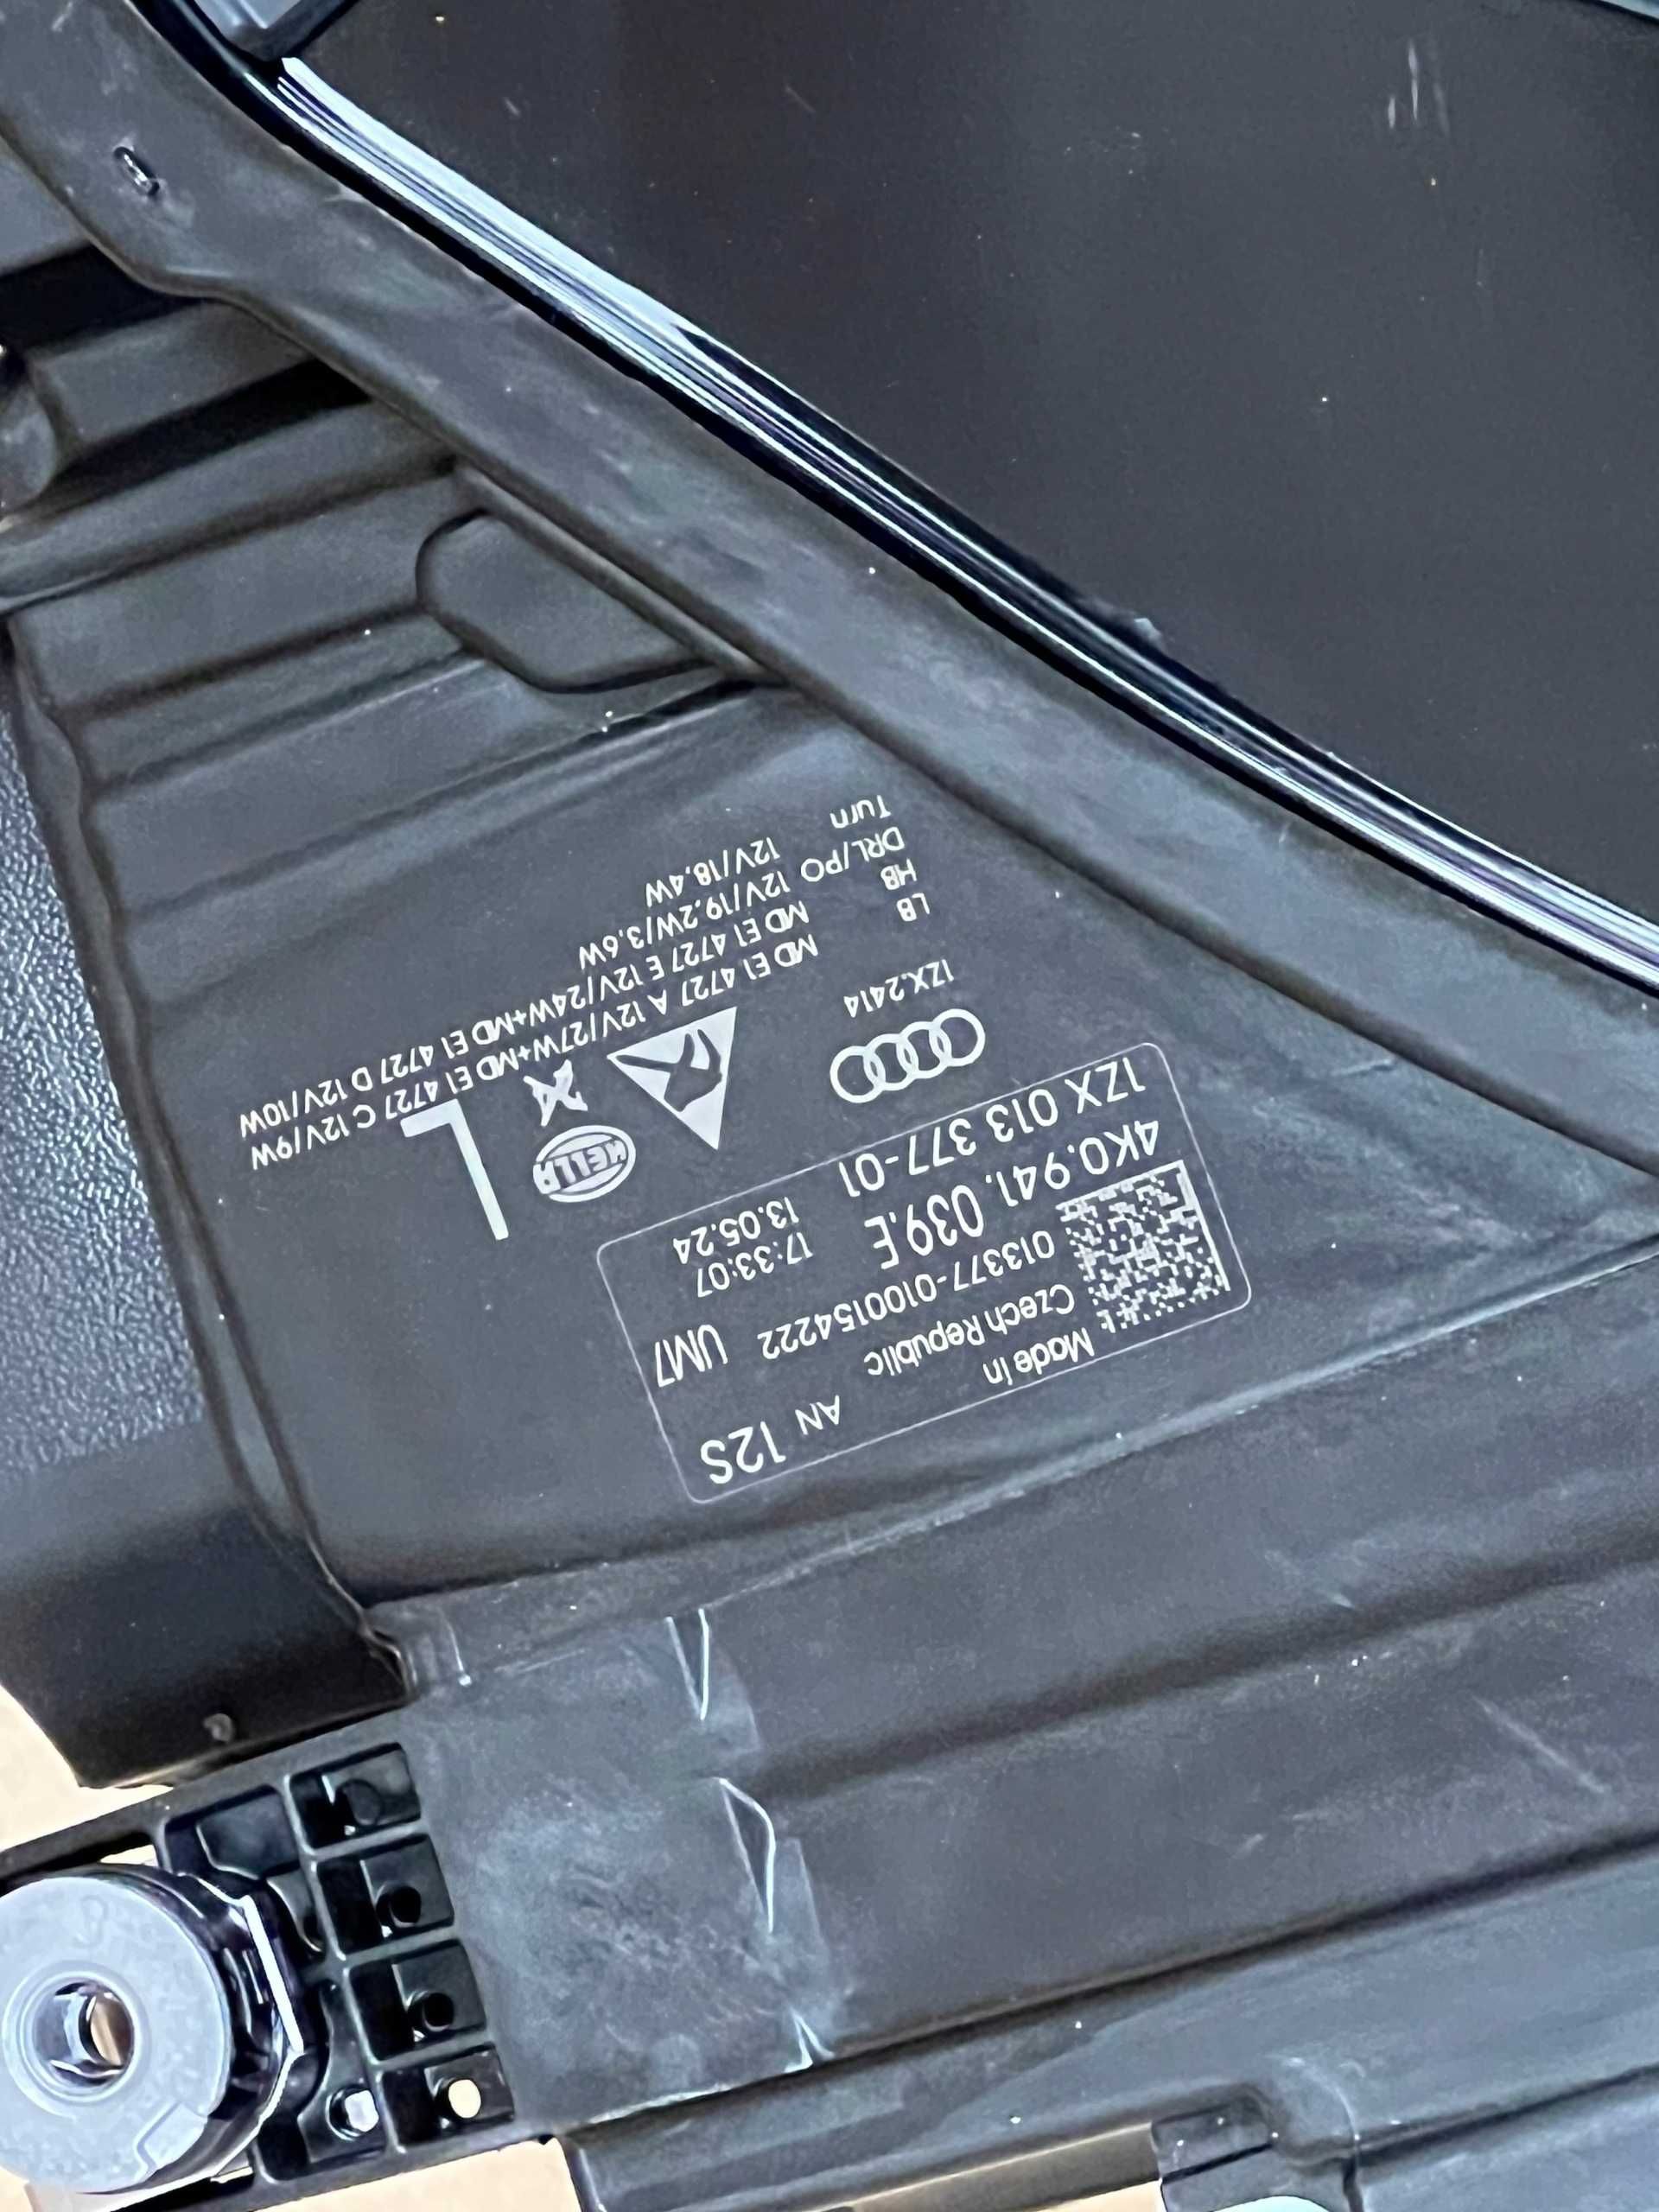 Made in
Czech Republic AN 12S
013377-0100154222 UM7
4K0.941.039.E 17:33:07
1ZX 013 377-01 13.05.24
HELLA L
1ZX.2414
LB MD E1 4727 A 12V/27W+MD E1 4727 C 12V/9W
HB MD E1 4727 E 12V/24W+MD E1 4727 D 12V/10W
DRL/PO 12V/19.2W/3.6W
Turn 12V/18.4W